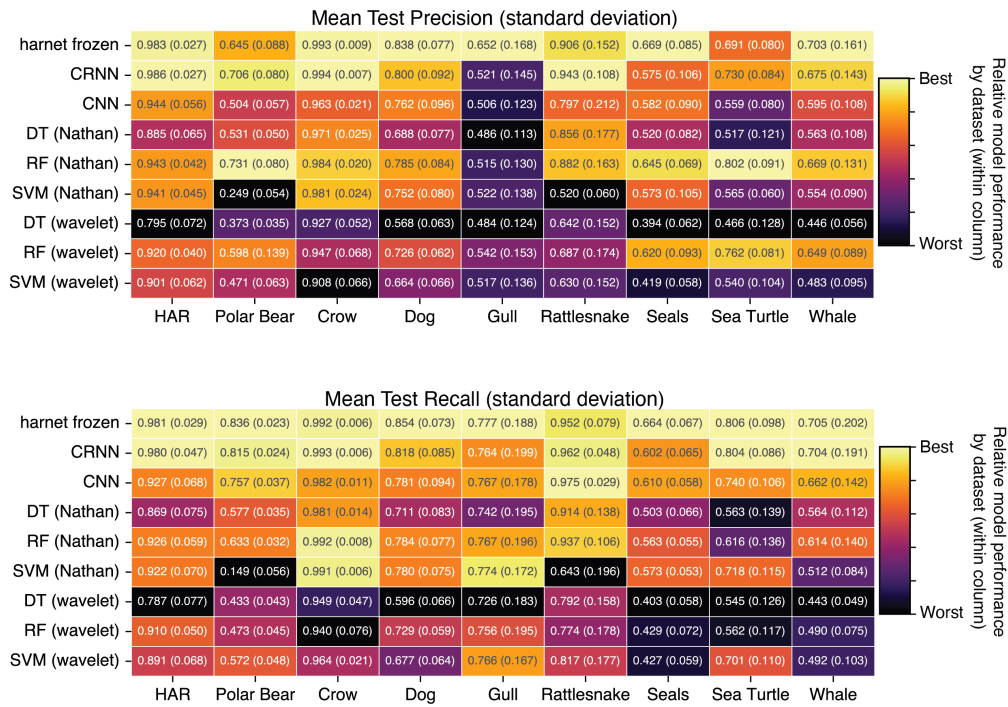 Mean Test Precision (standard deviation)
harnet frozen 0.983 (0.027) 0.645 (0.088) 0.993 (0.009) 0.838 (0.077) 0.652 (0.168) 0.906 (0.152) 0.669 (0.085) 0.691 (0.080) 0.703 (0.161)
CRNN 0.986 (0.027) 0.706 (0.080) 0.994 (0.007) 0.800 (0.092) 0.521 (0.145) 0.943 (0.108) 0.575 (0.106) 0.730 (0.084) 0.675 (0.143)
CNN 0.944 (0.056) 0.504 (0.057) 0.963 (0.021) 0.762 (0.096) 0.506 (0.123) 0.797 (0.212) 0.582 (0.090) 0.559 (0.080) 0.595 (0.108)
DT (Nathan) 0.885 (0.065) 0.531 (0.050) 0.971 (0.025) 0.688 (0.077) 0.486 (0.113) 0.856 (0.177) 0.520 (0.082) 0.517 (0.121) 0.563 (0.108)
RF (Nathan) 0.943 (0.042) 0.731 (0.080) 0.984 (0.020) 0.785 (0.084) 0.515 (0.130) 0.882 (0.163) 0.645 (0.069) 0.802 (0.091) 0.669 (0.131)
SVM (Nathan) 0.941 (0.045) 0.249 (0.054) 0.981 (0.024) 0.752 (0.080) 0.522 (0.138) 0.520 (0.060) 0.573 (0.105) 0.565 (0.060) 0.554 (0.090)
DT (wavelet) 0.795 (0.072) 0.373 (0.035) 0.927 (0.052) 0.568 (0.063) 0.484 (0.124) 0.642 (0.152) 0.394 (0.062) 0.466 (0.128) 0.446 (0.056)
RF (wavelet) 0.920 (0.040) 0.598 (0.139) 0.947 (0.068) 0.726 (0.062) 0.542 (0.153) 0.687 (0.174) 0.620 (0.093) 0.762 (0.081) 0.649 (0.089)
SVM (wavelet) 0.901 (0.062) 0.471 (0.063) 0.908 (0.066) 0.664 (0.066) 0.517 (0.136) 0.630 (0.152) 0.419 (0.058) 0.540 (0.104) 0.483 (0.095)
HAR Polar Bear Crow Dog Gull Rattlesnake Seals Sea Turtle Whale
Best
Worst
Relative model performance
by dataset (within column)
Mean Test Recall (standard deviation)
harnet frozen 0.981 (0.029) 0.836 (0.023) 0.992 (0.006) 0.854 (0.073) 0.777 (0.188) 0.952 (0.079) 0.664 (0.067) 0.806 (0.098) 0.705 (0.202)
CRNN 0.980 (0.047) 0.815 (0.024) 0.993 (0.006) 0.818 (0.085) 0.764 (0.199) 0.962 (0.048) 0.602 (0.065) 0.804 (0.086) 0.704 (0.191)
CNN 0.927 (0.068) 0.757 (0.037) 0.982 (0.011) 0.781 (0.094) 0.767 (0.178) 0.975 (0.029) 0.610 (0.058) 0.740 (0.106) 0.662 (0.142)
DT (Nathan) 0.869 (0.075) 0.577 (0.035) 0.981 (0.014) 0.711 (0.083) 0.742 (0.195) 0.914 (0.138) 0.503 (0.066) 0.563 (0.139) 0.564 (0.112)
RF (Nathan) 0.926 (0.059) 0.633 (0.032) 0.992 (0.008) 0.784 (0.077) 0.767 (0.196) 0.937 (0.106) 0.563 (0.055) 0.616 (0.136) 0.614 (0.140)
SVM (Nathan) 0.922 (0.070) 0.149 (0.056) 0.991 (0.006) 0.780 (0.075) 0.774 (0.172) 0.643 (0.196) 0.573 (0.053) 0.718 (0.115) 0.512 (0.084)
DT (wavelet) 0.787 (0.077) 0.433 (0.043) 0.949 (0.047) 0.596 (0.066) 0.726 (0.183) 0.792 (0.158) 0.403 (0.058) 0.545 (0.126) 0.443 (0.049)
RF (wavelet) 0.910 (0.050) 0.473 (0.045) 0.940 (0.076) 0.729 (0.059) 0.756 (0.195) 0.774 (0.178) 0.429 (0.072) 0.562 (0.117) 0.490 (0.075)
SVM (wavelet) 0.891 (0.068) 0.572 (0.048) 0.964 (0.021) 0.677 (0.064) 0.766 (0.167) 0.817 (0.177) 0.427 (0.059) 0.701 (0.110) 0.492 (0.103)
HAR Polar Bear Crow Dog Gull Rattlesnake Seals Sea Turtle Whale
Best
Worst
Relative model performance
by dataset (within column)